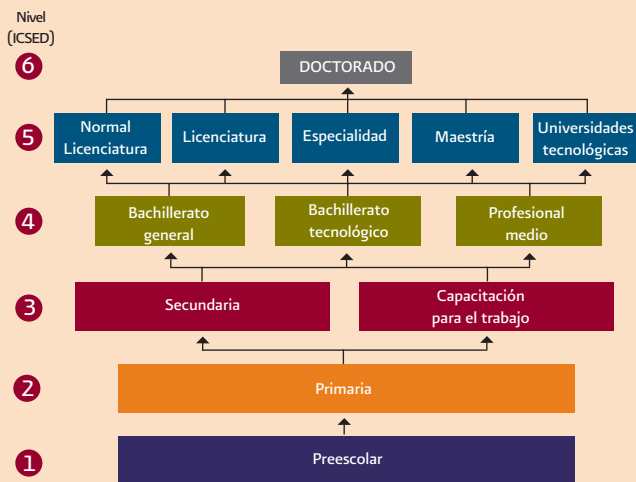 Nivel
(ICSED)
6
DOCTORADO
5
Normal
Licenciatura
Licenciatura
Especialidad
Maestría
Universidades
tecnológicas
4
Bachillerato
general
Bachillerato
tecnológico
Profesional
medio
3
Secundaria
Capacitación
para el trabajo
2
Primaria
1
Preescolar